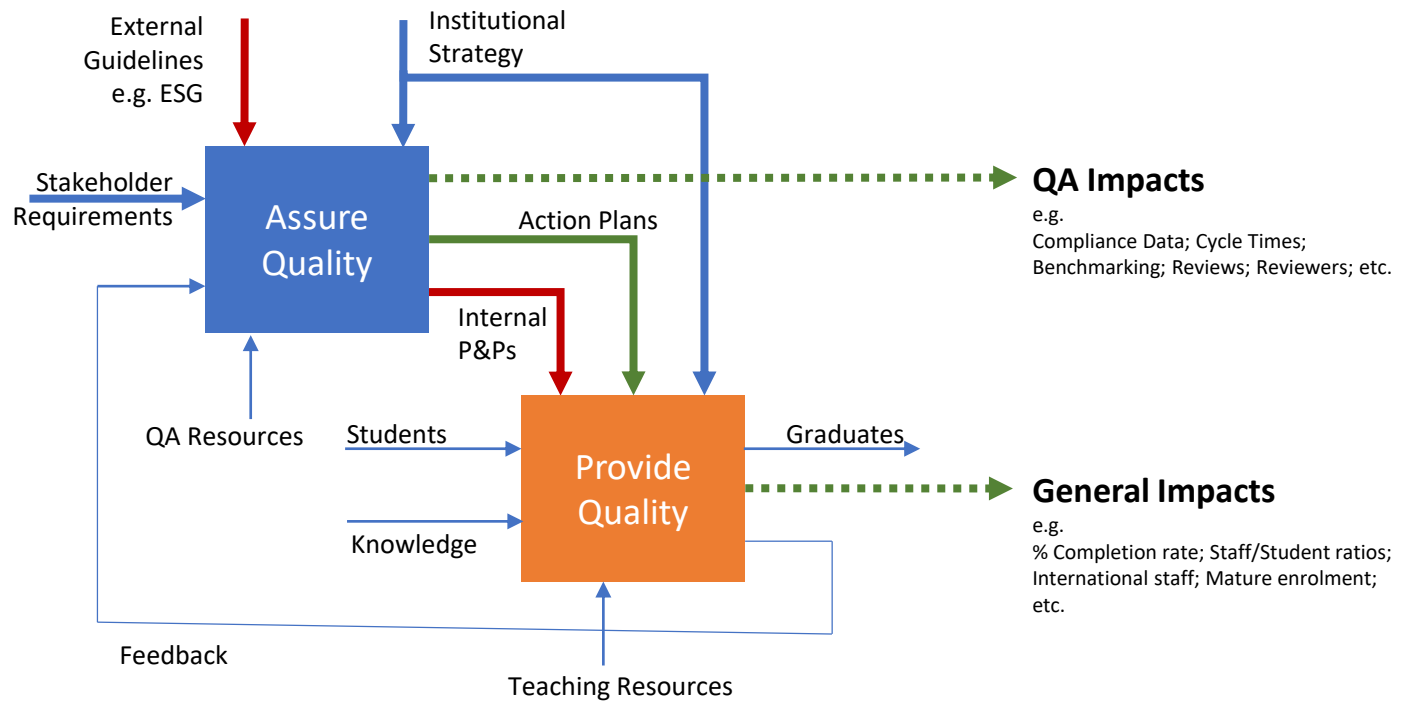 External
Guidelines
e.g. ESG
Institutional
Strategy
Stakeholder
Requirements
Assure
Quality
QA Impacts
e.g.
Compliance Data; Cycle Times;
Benchmarking; Reviews; Reviewers; etc.
Action Plans
Internal
P&Ps
QA Resources
Students
Knowledge
Provide
Quality
Graduates
General Impacts
e.g.
% Completion rate; Staff/Student ratios;
International staff; Mature enrolment;
etc.
Feedback
Teaching Resources